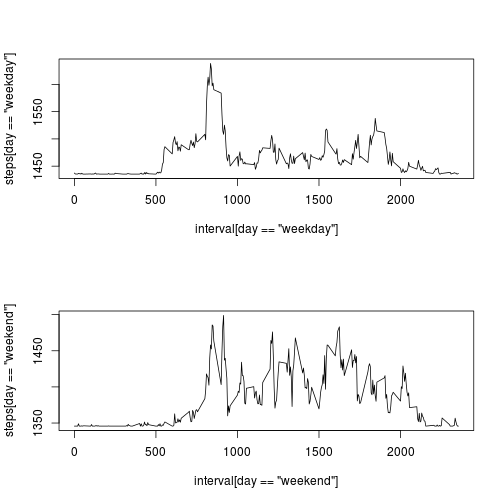 steps[day == "weekday"]
1550
1450
0 500 1000 1500 2000
interval[day == "weekday"]
steps[day == "weekend"]
1450
1350
0 500 1000 1500 2000
interval[day == "weekend"]